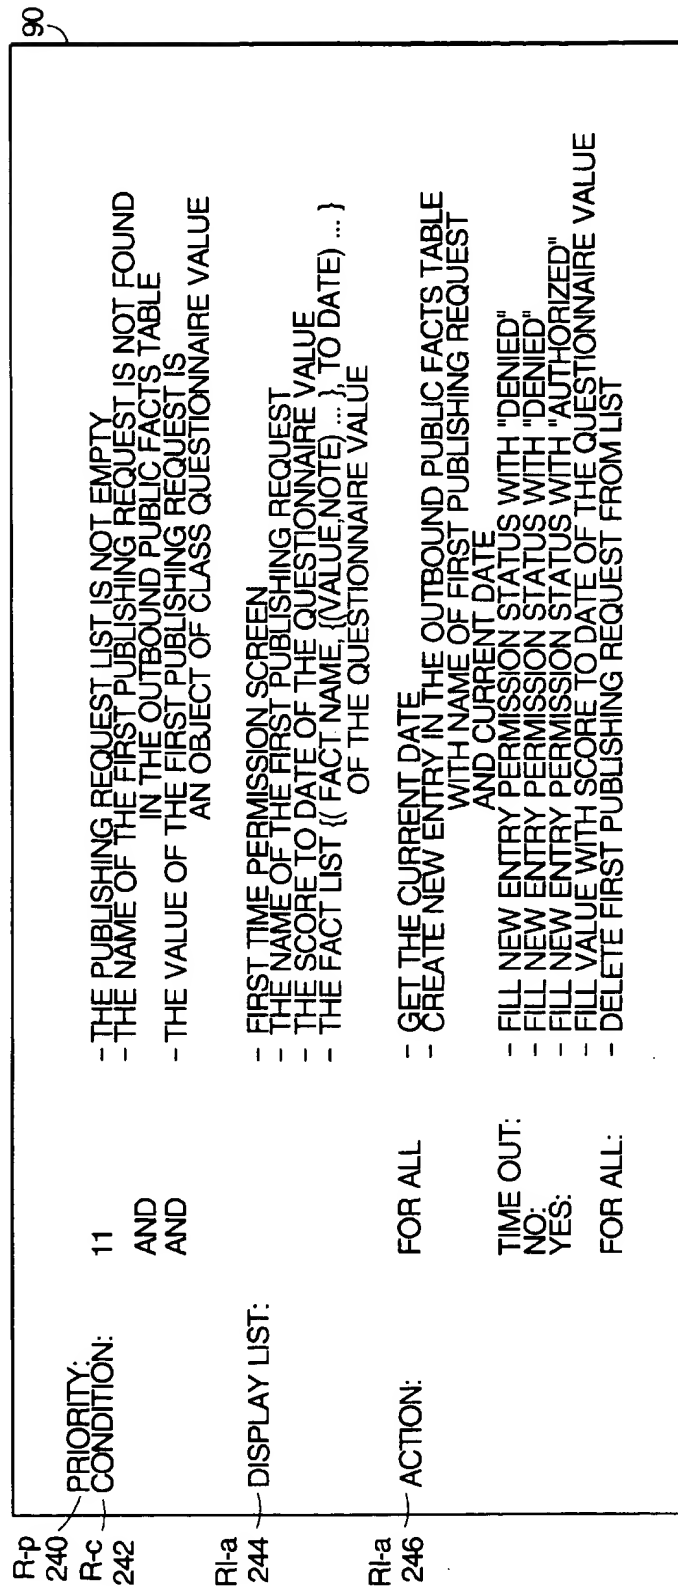 90
R-p
240
PRIORITY: 11
R-c
242
CONDITION:
- THE PUBLISHING REQUEST LIST IS NOT EMPTY
AND - THE NAME OF THE FIRST PUBLISHING REQUEST IS NOT FOUND
IN THE OUTBOUND PUBLIC FACTS TABLE
AND - THE VALUE OF THE FIRST PUBLISHING REQUEST IS
AN OBJECT OF CLASS QUESTIONNAIRE VALUE
RI-a
244
DISPLAY LIST: - FIRST TIME PERMISSION SCREEN
- THE NAME OF THE FIRST PUBLISHING REQUEST
- THE SCORE TO DATE OF THE QUESTIONNAIRE VALUE
- THE FACT LIST {( FACT NAME, {(VALUE,NOTE) ... }, TO DATE) ... }
OF THE QUESTIONNAIRE VALUE
RI-a
246
ACTION: FOR ALL - GET THE CURRENT DATE
- CREATE NEW ENTRY IN THE OUTBOUND PUBLIC FACTS TABLE
WITH NAME OF FIRST PUBLISHING REQUEST
AND CURRENT DATE
TIME OUT: - FILL NEW ENTRY PERMISSION STATUS WITH "DENIED"
NO: - FILL NEW ENTRY PERMISSION STATUS WITH "DENIED"
YES: - FILL NEW ENTRY PERMISSION STATUS WITH "AUTHORIZED"
- FILL VALUE WITH SCORE TO DATE OF THE QUESTIONNAIRE VALUE
FOR ALL: - DELETE FIRST PUBLISHING REQUEST FROM LIST